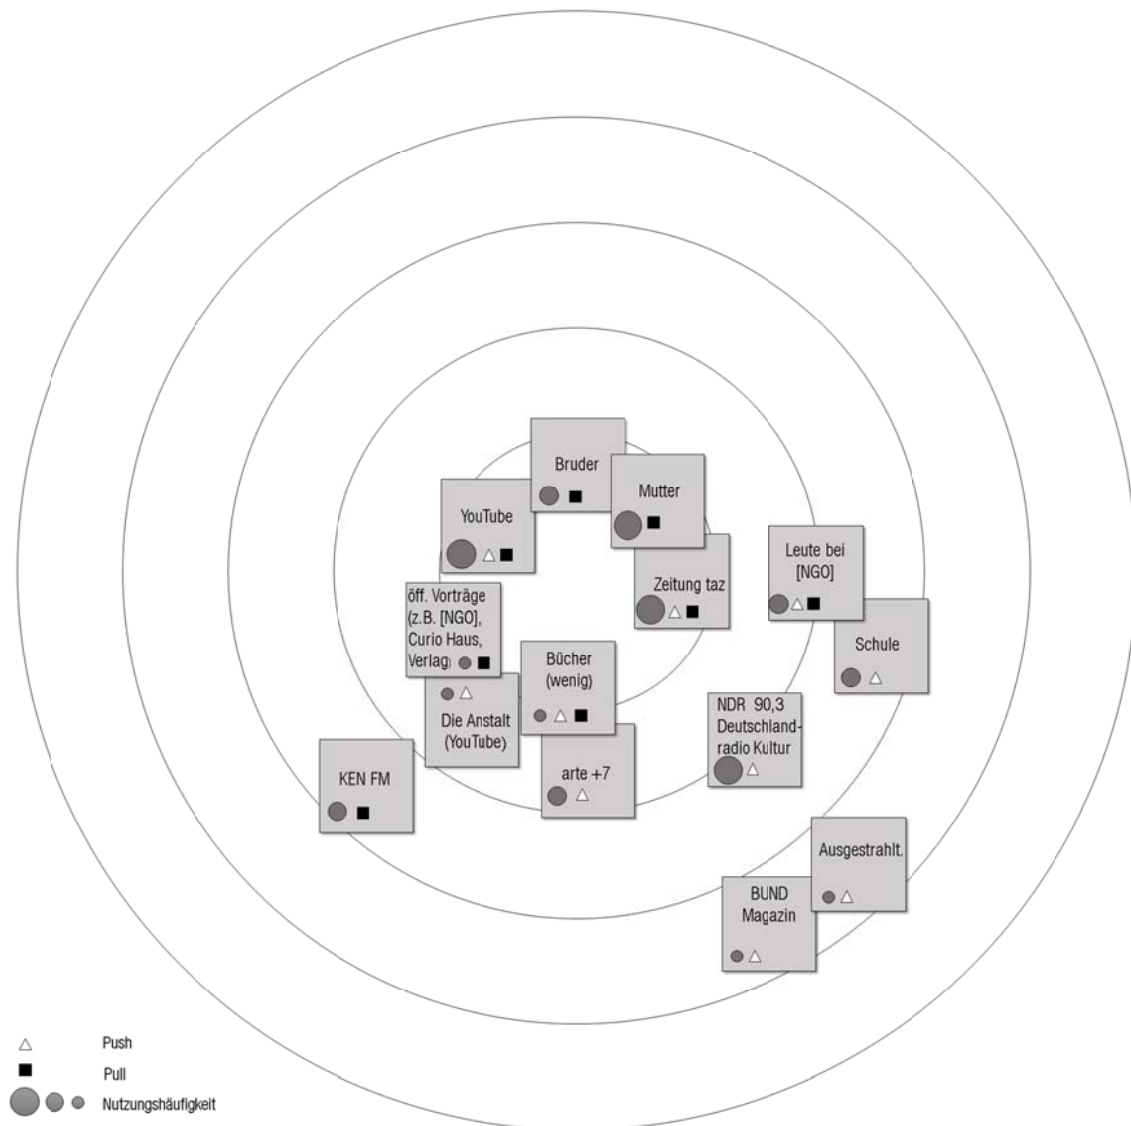 Bruder
Mutter
YouTube
Zeitung taz
Leute bei
[NGO]
öff. Vorträge
(z.B. [NGO],
Curio Haus,
Verlag)
Schule
Bücher
(wenig)
Die Anstalt
(YouTube)
NDR 90,3
Deutschland-
radio Kultur
KEN FM
arte +7
Ausgestrahlt.
BUND
Magazin
Push
Pull
Nutzungshäufigkeit